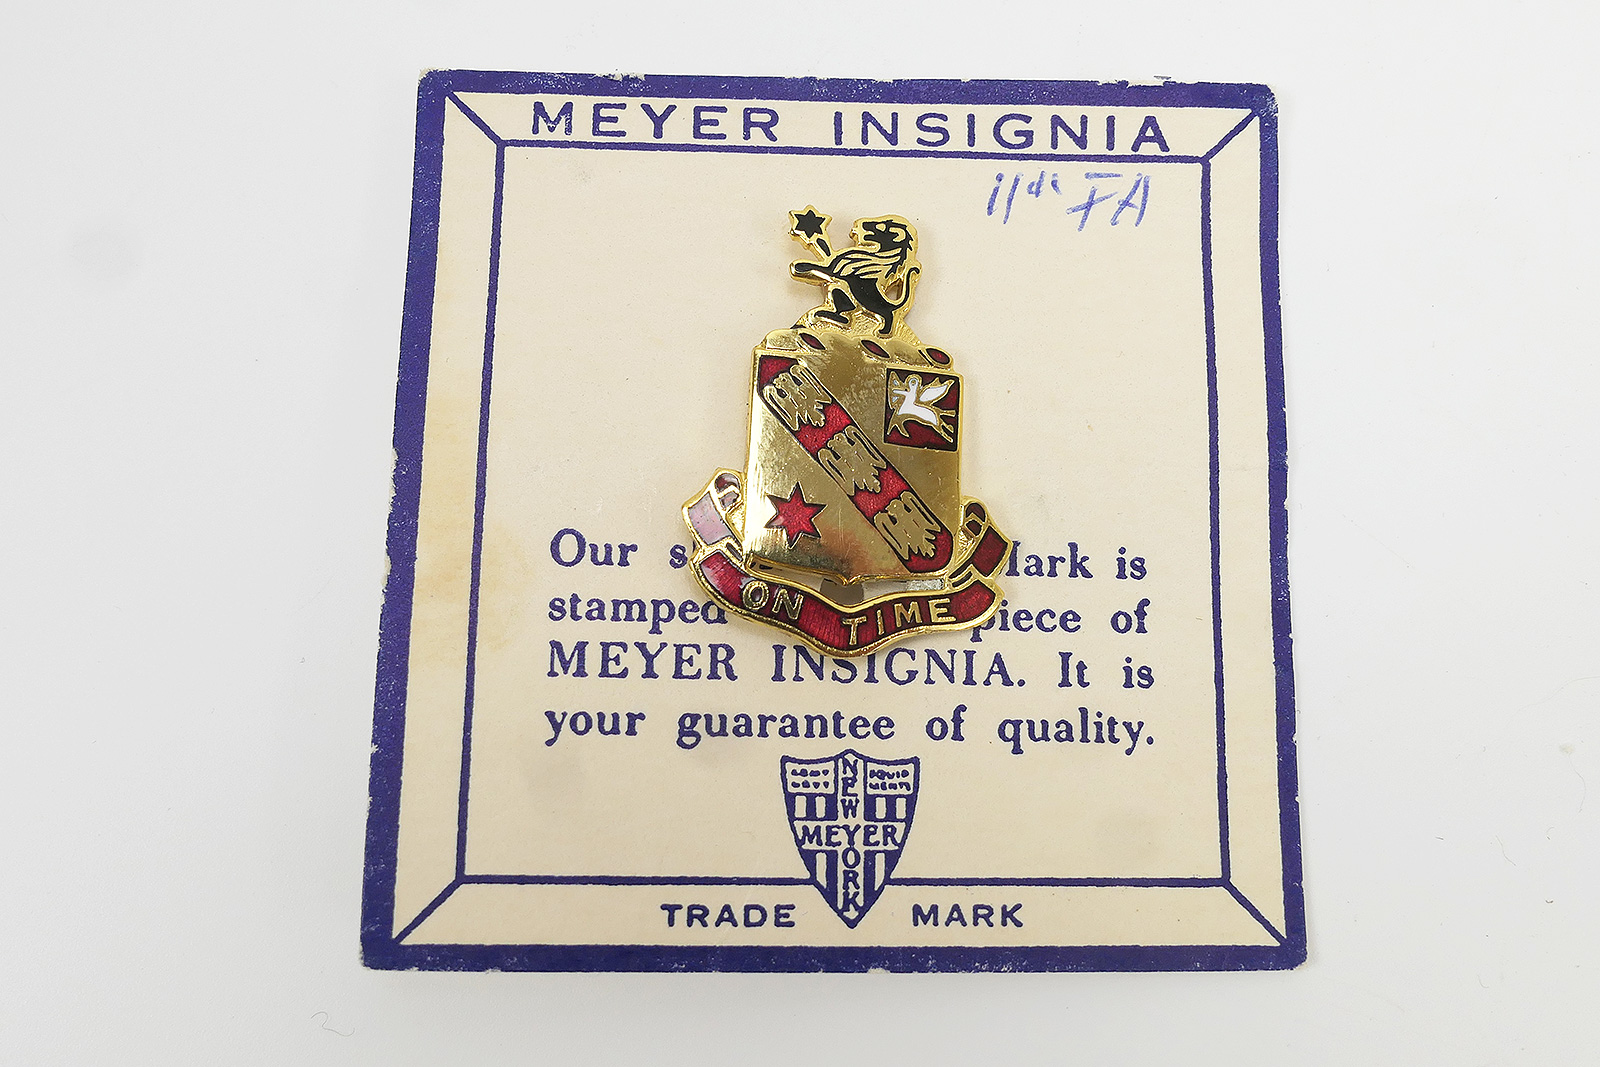 MEYER INSIGNIA
11th FA
Our s Mark is
stamped piece of
MEYER INSIGNIA. It is
your guarantee of quality.
ON TIME
NEW YORK
MEYER
TRADE MARK